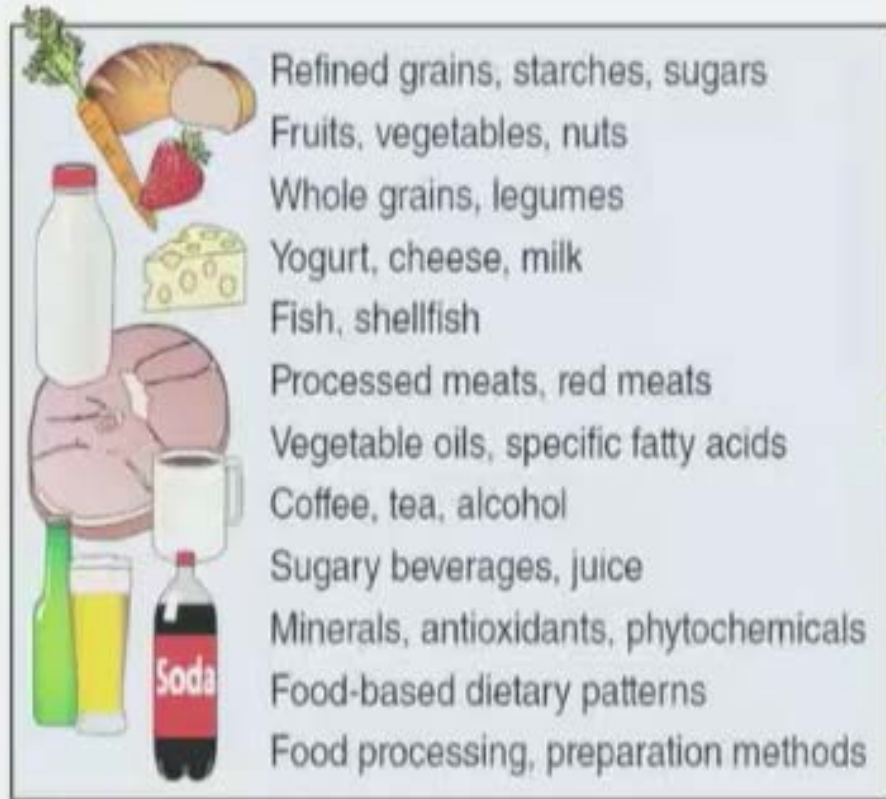 Refined grains, starches, sugars
Fruits, vegetables, nuts
Whole grains, legumes
Yogurt, cheese, milk
Fish, shellfish
Processed meats, red meats
Vegetable oils, specific fatty acids
Coffee, tea, alcohol
Sugary beverages, juice
Minerals, antioxidants, phytochemicals
Soda
Food-based dietary patterns
Food processing, preparation methods